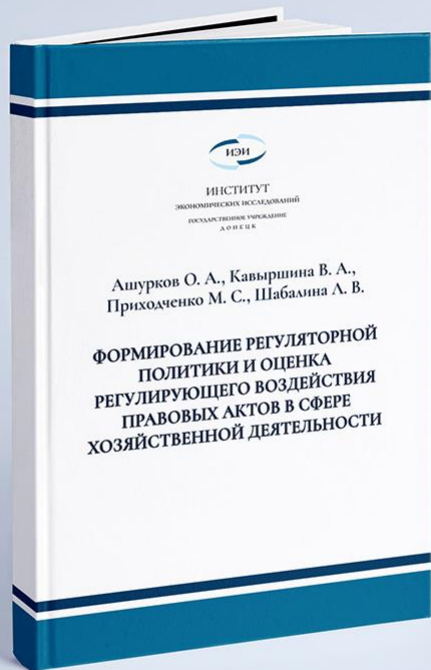 ИЭИ
ИНСТИТУТ
ЭКОНОМИЧЕСКИХ ИССЛЕДОВАНИЙ
ГОСУДАРСТВЕННОЕ УЧРЕЖДЕНИЕ
ДОНЕЦК
Ашурков О. А., Кавыршина В. А.,
Приходченко М. С., Шабалина Л. В.
ФОРМИРОВАНИЕ РЕГУЛЯТОРНОЙ
ПОЛИТИКИ И ОЦЕНКА
РЕГУЛИРУЮЩЕГО ВОЗДЕЙСТВИЯ
ПРАВОВЫХ АКТОВ В СФЕРЕ
ХОЗЯЙСТВЕННОЙ ДЕЯТЕЛЬНОСТИ